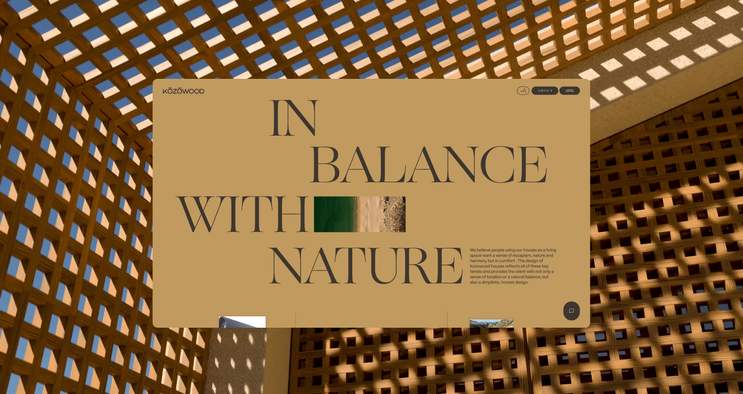 KŌZŌWOOD
ABOUT
IN
BALANCE
WITH
NATURE
We believe people using our houses as a living
space want a sense of escapism, nature and
harmony but in comfort. The design of
Kozowood houses reflects all of these key
tenets and provides the client with not only a
sense of location or a natural balance, but
also a simplicity, honest design.